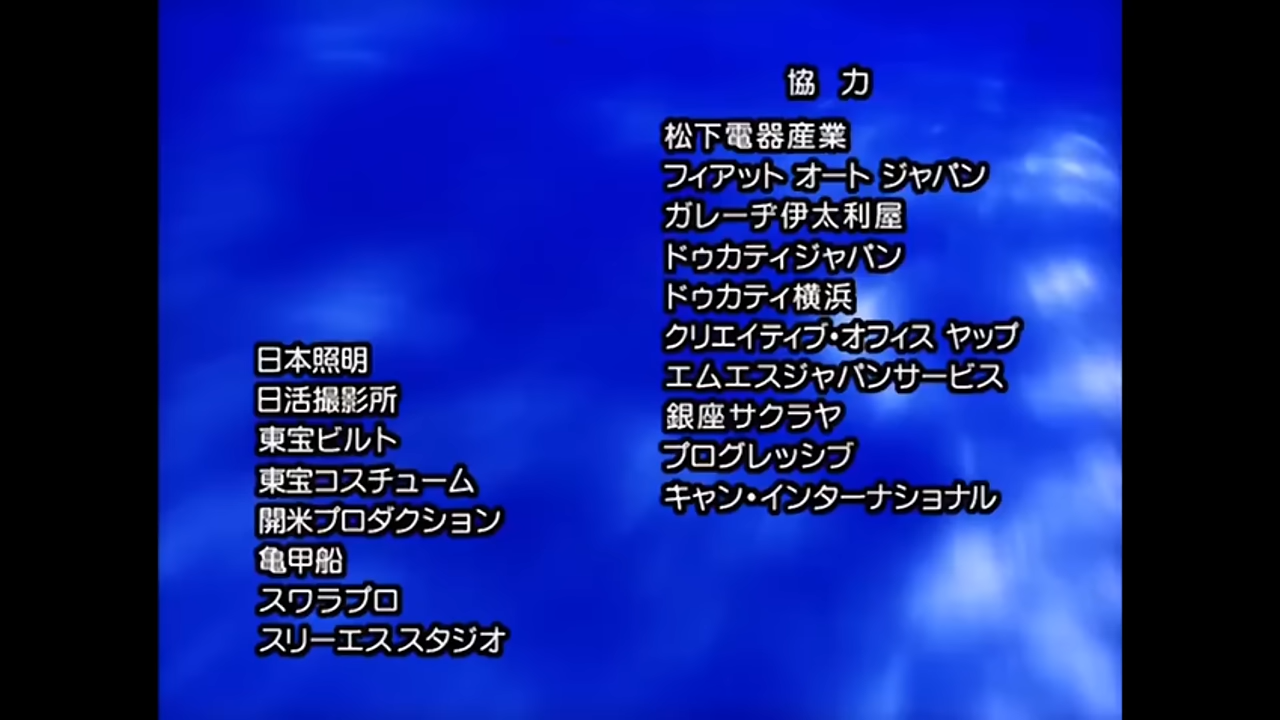 日本照明
日活撮影所
東宝ビルト
東宝コスチューム
開米プロダクション
亀甲船
スワラプロ
スリーエススタジオ
協 力
松下電器産業
フィアット オート ジャパン
ガレーヂ伊太利屋
ドゥカティジャパン
ドゥカティ横浜
クリエイティブ・オフィス ヤップ
エムエスジャパンサービス
銀座サクラヤ
プログレッシブ
キャン・インターナショナル